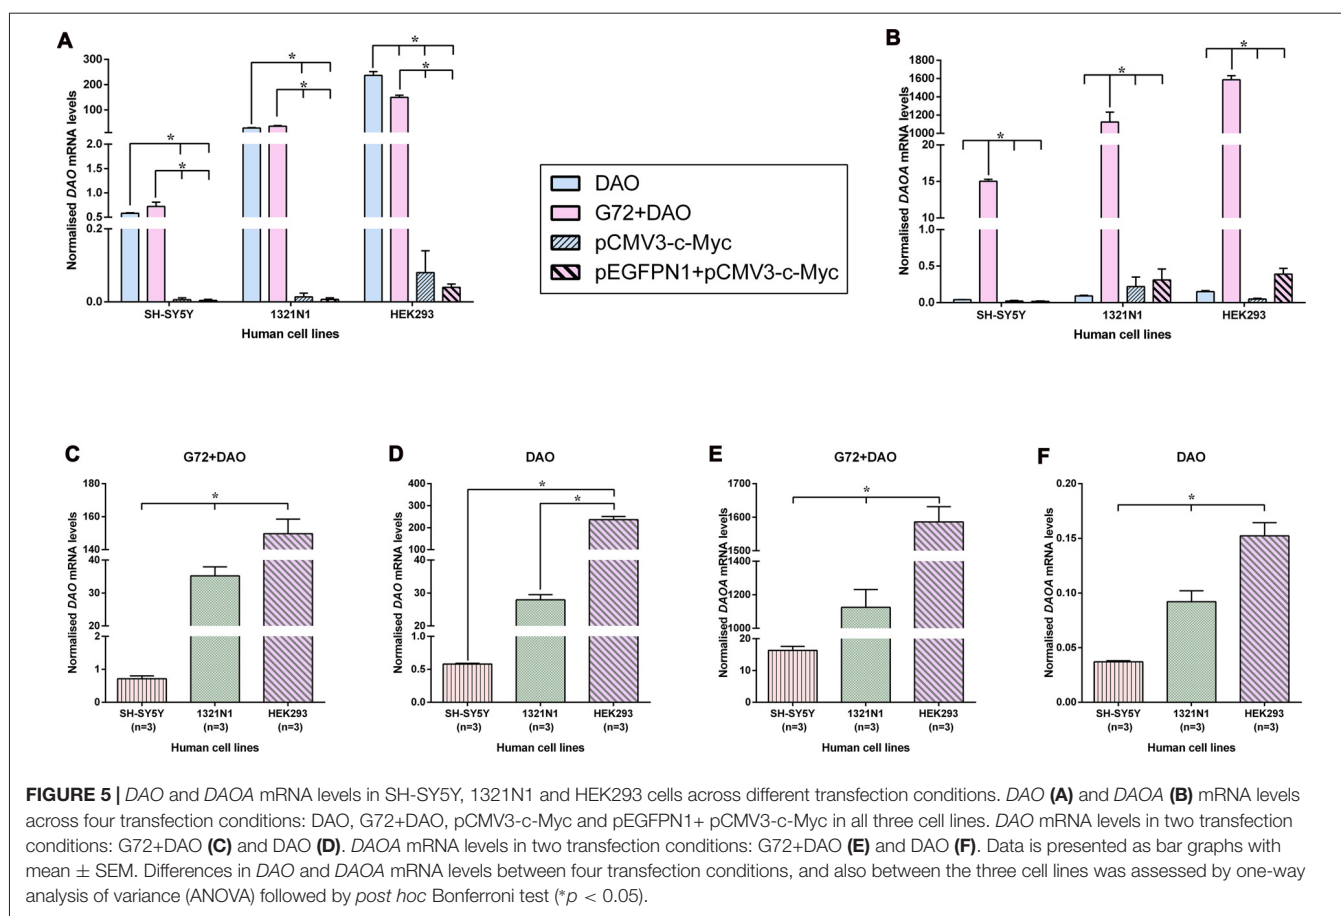 A
B
Normalised DAO mRNA levels
300
200
100
2.0
1.5
1.0
0.5
0.2
0.0
*
*
*
*
*
*
SH-SY5Y
1321N1
HEK293
Human cell lines
DAO
G72+DAO
pCMV3-c-Myc
pEGFPN1+pCMV3-c-Myc
Normalised DAOA mRNA levels
1800
1600
1400
1200
1000
20
15
10
1.0
0.5
0.0
*
*
*
SH-SY5Y
1321N1
HEK293
Human cell lines
C
G72+DAO
Normalised DAO mRNA levels
180
160
140
40
30
20
2
1
0
*
SH-SY5Y
(n=3)
1321N1
(n=3)
HEK293
(n=3)
Human cell lines
D
DAO
Normalised DAO mRNA levels
400
300
200
100
40
30
20
1.0
0.5
0.0
*
*
SH-SY5Y
(n=3)
1321N1
(n=3)
HEK293
(n=3)
Human cell lines
E
G72+DAO
Normalised DAOA mRNA levels
1700
1600
1500
1400
1200
1000
20
10
0
*
SH-SY5Y
(n=3)
1321N1
(n=3)
HEK293
(n=3)
Human cell lines
F
DAO
Normalised DAOA mRNA levels
0.20
0.15
0.10
0.05
0.00
*
SH-SY5Y
(n=3)
1321N1
(n=3)
HEK293
(n=3)
Human cell lines
FIGURE 5 | DAO and DAOA mRNA levels in SH-SY5Y, 1321N1 and HEK293 cells across different transfection conditions. DAO (A) and DAOA (B) mRNA levels
across four transfection conditions: DAO, G72+DAO, pCMV3-c-Myc and pEGFPN1+ pCMV3-c-Myc in all three cell lines. DAO mRNA levels in two transfection
conditions: G72+DAO (C) and DAO (D). DAOA mRNA levels in two transfection conditions: G72+DAO (E) and DAO (F). Data is presented as bar graphs with
mean ± SEM. Differences in DAO and DAOA mRNA levels between four transfection conditions, and also between the three cell lines was assessed by one-way
analysis of variance (ANOVA) followed by post hoc Bonferroni test (*p < 0.05).